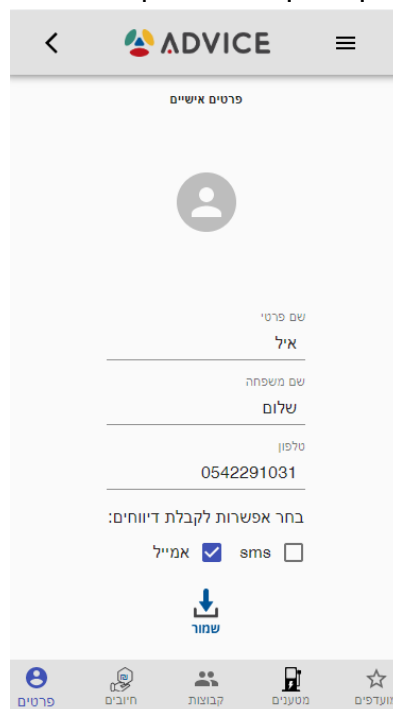 ADVICE
פרטים אישיים
שם פרטי
איל
שם משפחה
שלום
טלפון
0542291031
בחר אפשרות לקבלת דיווחים:
sms אמייל
שמור
מועדפים מטענים קבוצות חיובים פרטים